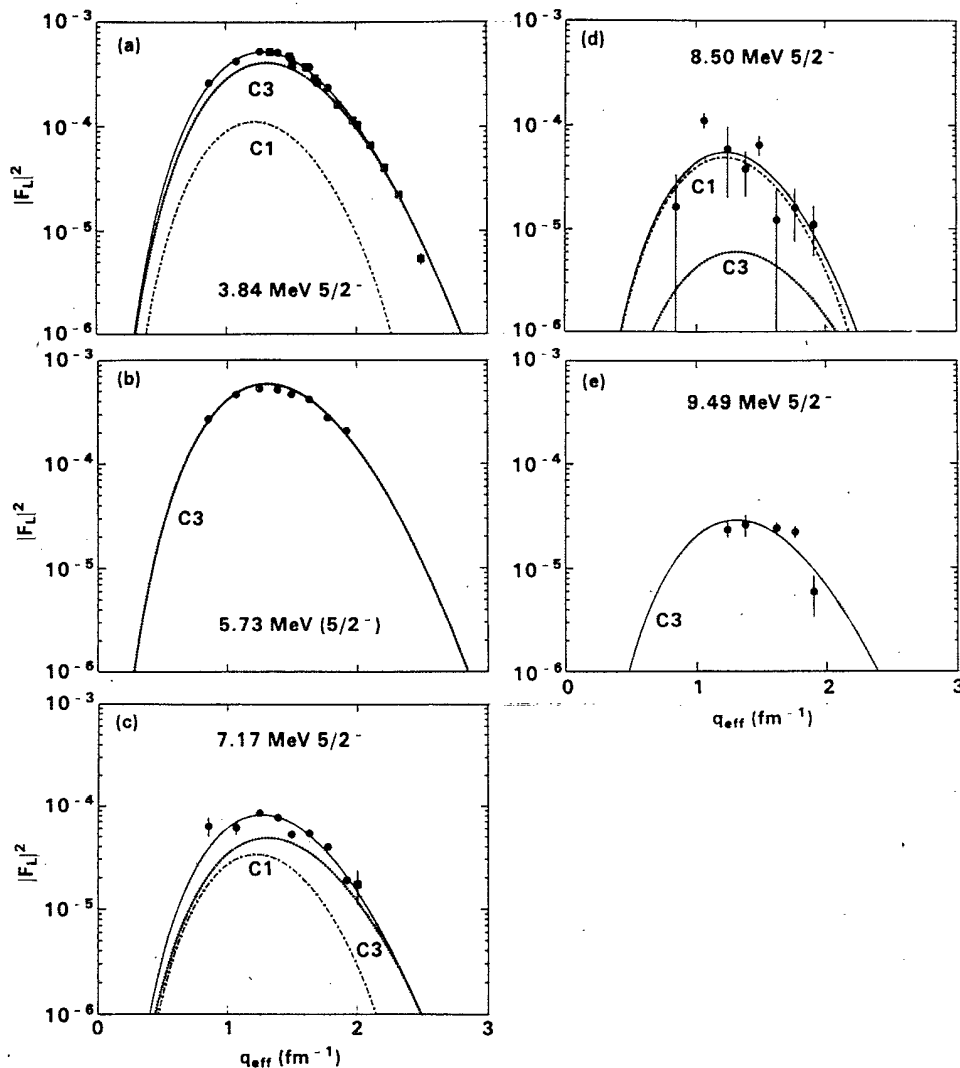 (a)
10⁻³
10⁻⁴
10⁻⁵
10⁻⁶
|F_L|²
C3
C1
3.84 MeV 5/2⁻
(b)
10⁻³
10⁻⁴
10⁻⁵
10⁻⁶
|F_L|²
C3
5.73 MeV (5/2⁻)
(c)
7.17 MeV 5/2⁻
10⁻³
10⁻⁴
10⁻⁵
10⁻⁶
|F_L|²
C1
C3
0 1 2 3
q_eff (fm⁻¹)
(d)
8.50 MeV 5/2⁻
10⁻³
10⁻⁴
10⁻⁵
10⁻⁶
C1
C3
(e)
9.49 MeV 5/2⁻
10⁻³
10⁻⁴
10⁻⁵
10⁻⁶
C3
0 1 2 3
q_eff (fm⁻¹)